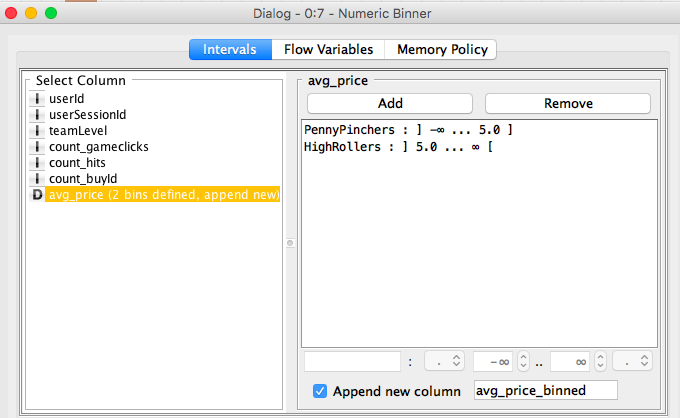 Dialog - 0:7 - Numeric Binner
Intervals Flow Variables Memory Policy
Select Column
I userId
I userSessionId
I teamLevel
I count_gameclicks
I count_hits
I count_buyId
D avg_price (2 bins defined, append new)
avg_price
Add Remove
PennyPinchers : ] -∞ ... 5.0 ]
HighRollers : ] 5.0 ... ∞ [
: . -∞ .. ∞ .
Append new column avg_price_binned